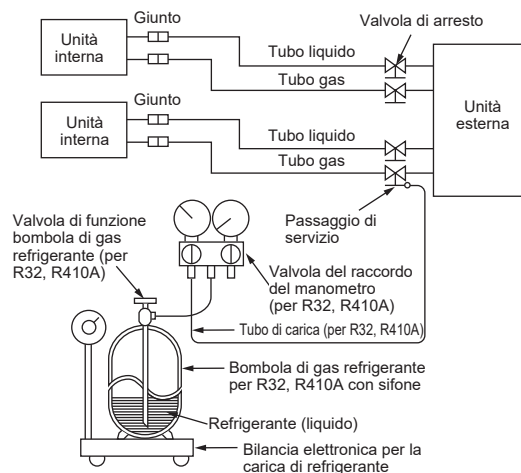 Unità
interna
Giunto
Tubo liquido
Tubo gas
Valvola di arresto
Unità
esterna
Unità
interna
Giunto
Tubo liquido
Tubo gas
Passaggio di
servizio
Valvola di funzione
bombola di gas
refrigerante (per
R32, R410A)
Valvola del raccordo
del manometro
(per R32, R410A)
Tubo di carica (per R32, R410A)
Bombola di gas refrigerante
per R32, R410A con sifone
Refrigerante (liquido)
Bilancia elettronica per la
carica di refrigerante